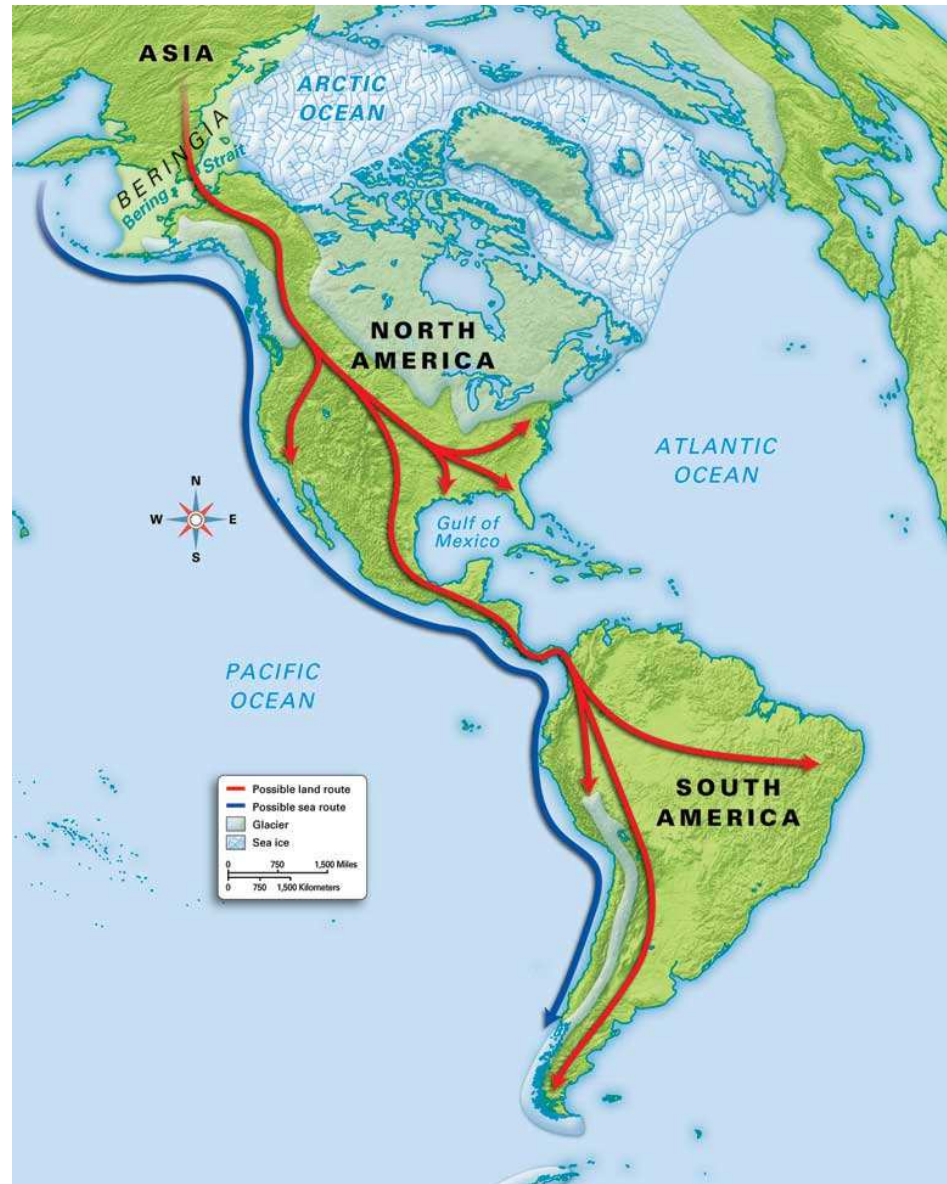 ASIA
ARCTIC
OCEAN
BERINGIA
Bering Strait
NORTH
AMERICA
ATLANTIC
OCEAN
N
W E
S
Gulf of
Mexico
PACIFIC
OCEAN
SOUTH
AMERICA
Possible land route
Possible sea route
Glacier
Sea ice
0 750 1,500 Miles
0 750 1,500 Kilometers